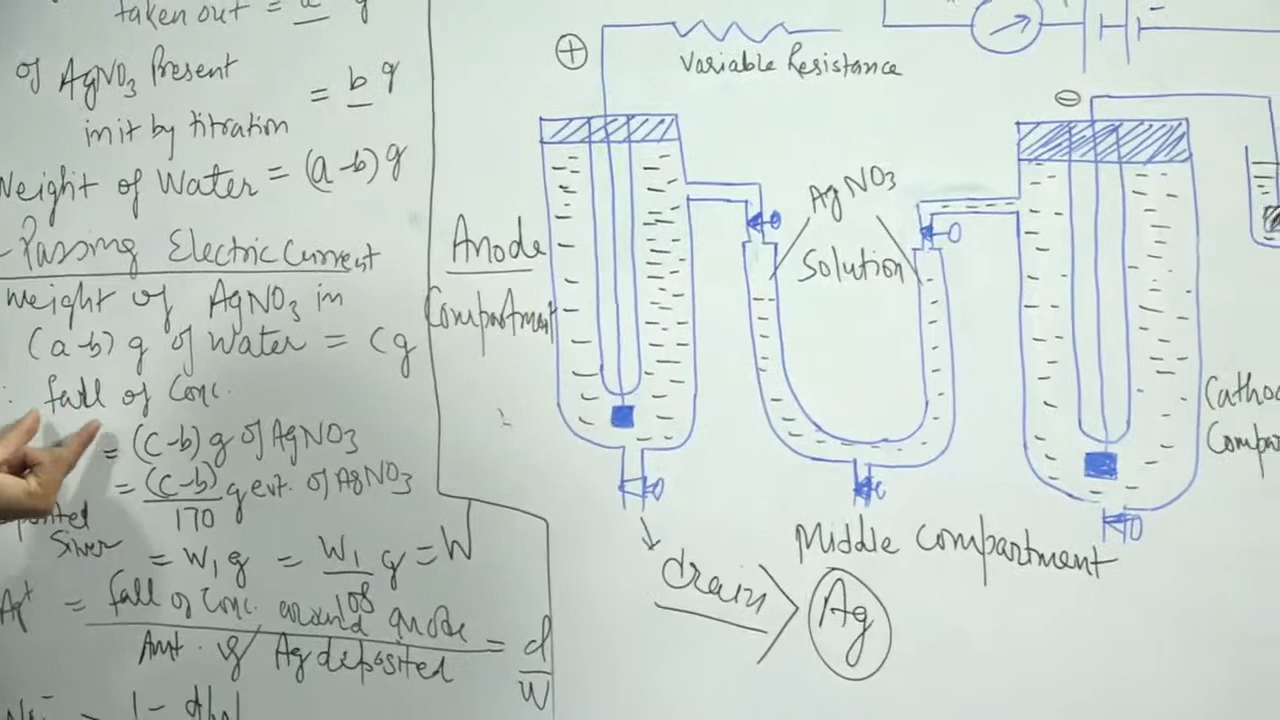 taken out = a g
of AgNO3 Present
in it by titration = b g
Weight of Water = (a-b) g
Passing Electric Current
Weight of AgNO3 in
(a-b) g of Water = c g
∴ fall of Conc.
= (c-b) g of AgNO3
= (c-b)/170 g evt. of AgNO3
Silver = W1 g = W1/108 g = W
Ag+ = fall of Conc. around anode / Amt. of Ag deposited = d/W
= 1 - d/W
+
Variable Resistance
-
-
Anode
Compartment
AgNO3
Solution
Middle compartment
drain
Ag